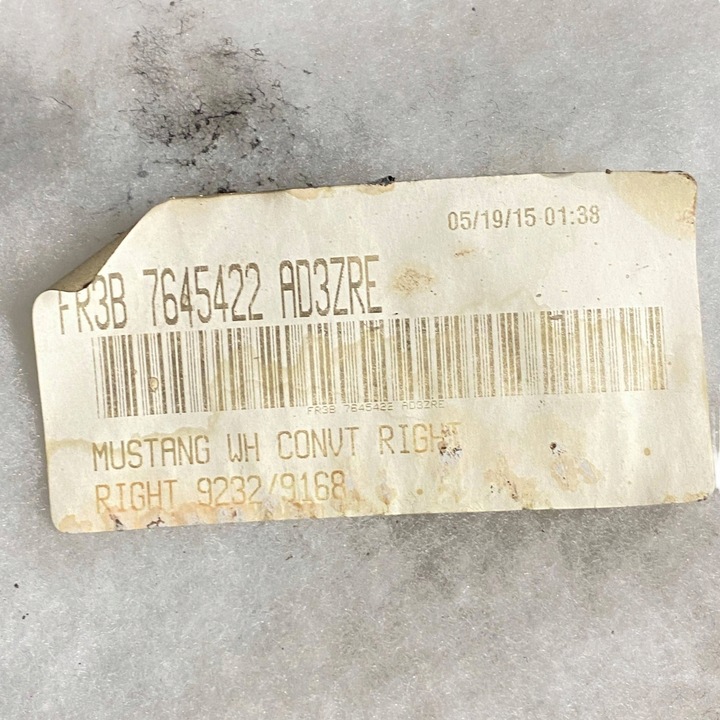 05/19/15 01:38
FR3B 7645422 AD3ZRE
FR3B 7645422 AD3ZRE
MUSTANG WH CONVT RIGHT
RIGHT 9232/9168